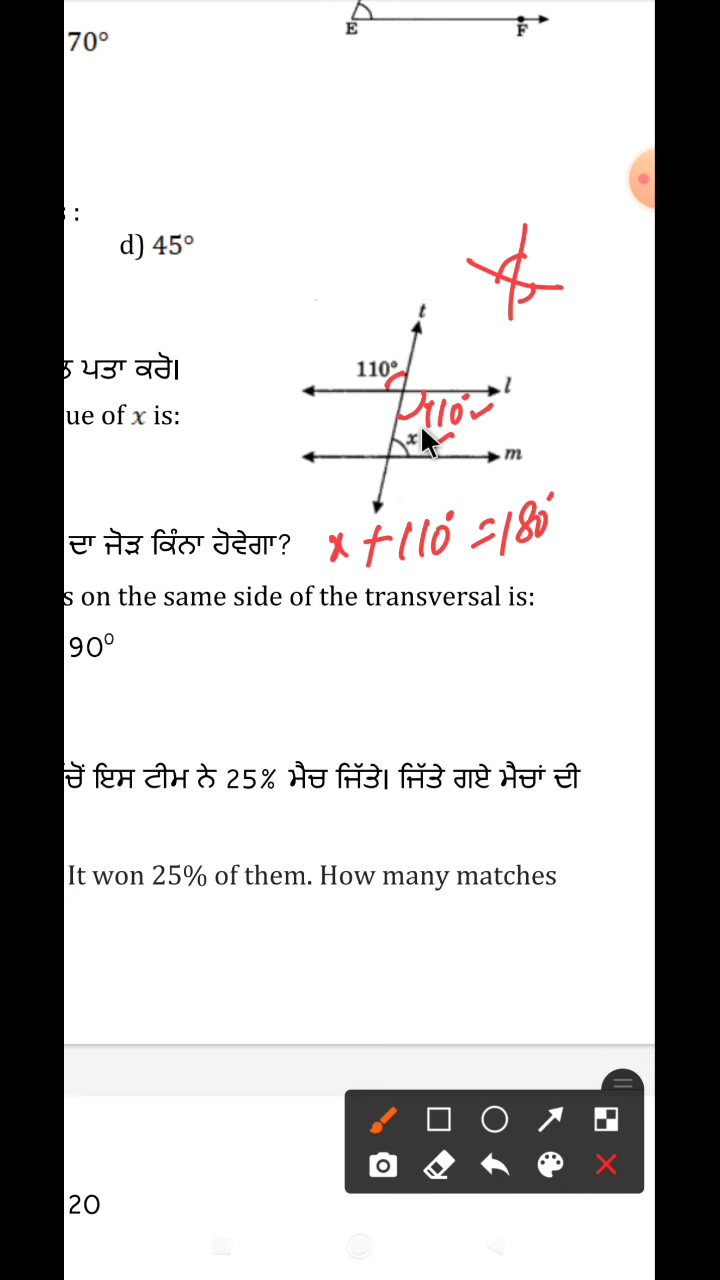 E F
70°
:
d) 45°
t
ਪਤਾ ਕਰੋ।
110°
l
110°
ue of x is:
x
m
ਦਾ ਜੋੜ ਕਿੰਨਾ ਹੋਵੇਗਾ?
x + 110° = 180°
s on the same side of the transversal is:
90⁰
ਚੋਂ ਇਸ ਟੀਮ ਨੇ 25% ਮੈਚ ਜਿੱਤੇ। ਜਿੱਤੇ ਗਏ ਮੈਚਾਂ ਦੀ
It won 25% of them. How many matches
20